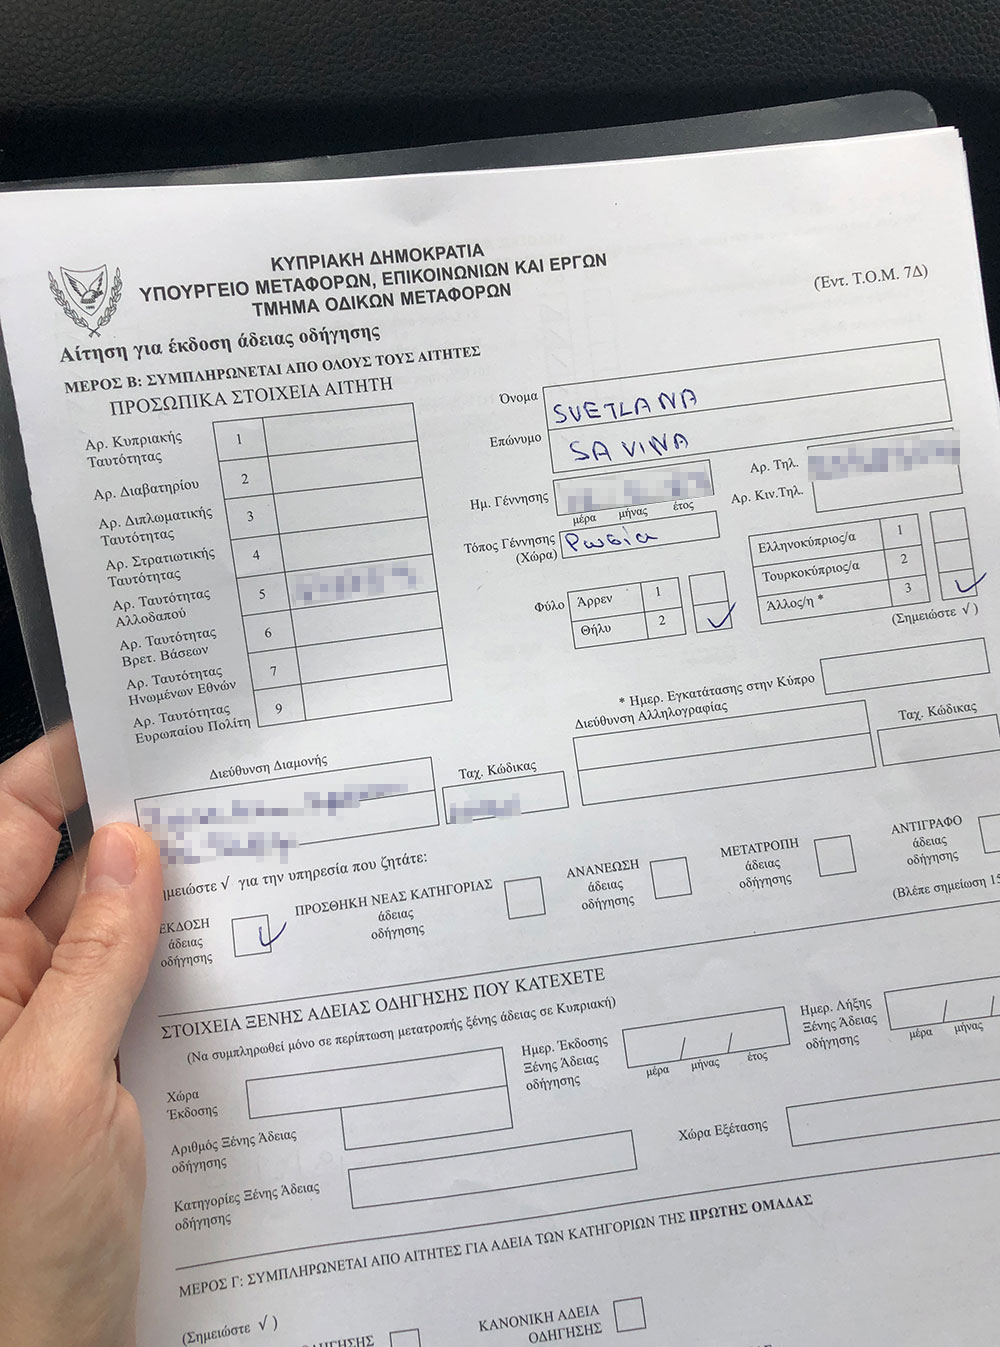 ΚΥΠΡΙΑΚΗ ΔΗΜΟΚΡΑΤΙΑ
ΥΠΟΥΡΓΕΙΟ ΜΕΤΑΦΟΡΩΝ, ΕΠΙΚΟΙΝΩΝΙΩΝ ΚΑΙ ΕΡΓΩΝ
ΤΜΗΜΑ ΟΔΙΚΩΝ ΜΕΤΑΦΟΡΩΝ
(Έντ. Τ.Ο.Μ. 7Δ)
Αίτηση για έκδοση άδειας οδήγησης
ΜΕΡΟΣ Β: ΣΥΜΠΛΗΡΩΝΕΤΑΙ ΑΠΟ ΟΛΟΥΣ ΤΟΥΣ ΑΙΤΗΤΕΣ
ΠΡΟΣΩΠΙΚΑ ΣΤΟΙΧΕΙΑ ΑΙΤΗΤΗ
Αρ. Κυπριακής
Ταυτότητας
1
Αρ. Διαβατηρίου
2
Αρ. Διπλωματικής
Ταυτότητας
3
Αρ. Στρατιωτικής
Ταυτότητας
4
Αρ. Ταυτότητας
Αλλοδαπού
5
Αρ. Ταυτότητας
Βρετ. Βάσεων
6
Αρ. Ταυτότητας
Ηνωμένων Εθνών
7
Αρ. Ταυτότητας
Ευρωπαίου Πολίτη
9
Όνομα
SVETLANA
Επώνυμο
SAVINA
Ημ. Γέννησης
μέρα μήνας έτος
Αρ. Τηλ.
Αρ. Κιν.Τηλ.
Τόπος Γέννησης
(Χώρα)
Ρωσία
Φύλο
Άρρεν 1
Θήλυ 2 √
Ελληνοκύπριος/α 1
Τουρκοκύπριος/α 2
Άλλος/η * 3 √
(Σημειώστε √ )
* Ημερ. Εγκατάστασης στην Κύπρο
Διεύθυνση Διαμονής
Ταχ. Κώδικας
Διεύθυνση Αλληλογραφίας
Ταχ. Κώδικας
ημειώστε √ για την υπηρεσία που ζητάτε:
ΕΚΔΟΣΗ
άδειας
οδήγησης
√
ΠΡΟΣΘΗΚΗ ΝΕΑΣ ΚΑΤΗΓΟΡΙΑΣ
άδειας
οδήγησης
ΑΝΑΝΕΩΣΗ
άδειας
οδήγησης
ΜΕΤΑΤΡΟΠΗ
άδειας
οδήγησης
ΑΝΤΙΓΡΑΦΟ
άδειας
οδήγησης
(Βλέπε σημείωση 15
ΣΤΟΙΧΕΙΑ ΞΕΝΗΣ ΑΔΕΙΑΣ ΟΔΗΓΗΣΗΣ ΠΟΥ ΚΑΤΕΧΕΤΕ
(Να συμπληρωθεί μόνο σε περίπτωση μετατροπής ξένης άδειας σε Κυπριακή)
Χώρα
Έκδοσης
Ημερ. Έκδοσης
Ξένης Άδειας
οδήγησης
μέρα μήνας έτος
Ημερ. Λήξης
Ξένης Άδειας
οδήγησης
μέρα μήνας
Αριθμός Ξένης Άδειας
οδήγησης
Χώρα Εξέτασης
Κατηγορίες Ξένης Άδειας
οδήγησης
ΜΕΡΟΣ Γ: ΣΥΜΠΛΗΡΩΝΕΤΑΙ ΑΠΟ ΑΙΤΗΤΕΣ ΓΙΑ ΑΔΕΙΑ ΤΩΝ ΚΑΤΗΓΟΡΙΩΝ ΤΗΣ ΠΡΩΤΗΣ ΟΜΑΔΑΣ
(Σημειώστε √ )
ΚΑΝΟΝΙΚΗ ΑΔΕΙΑ
ΟΔΗΓΗΣΗΣ